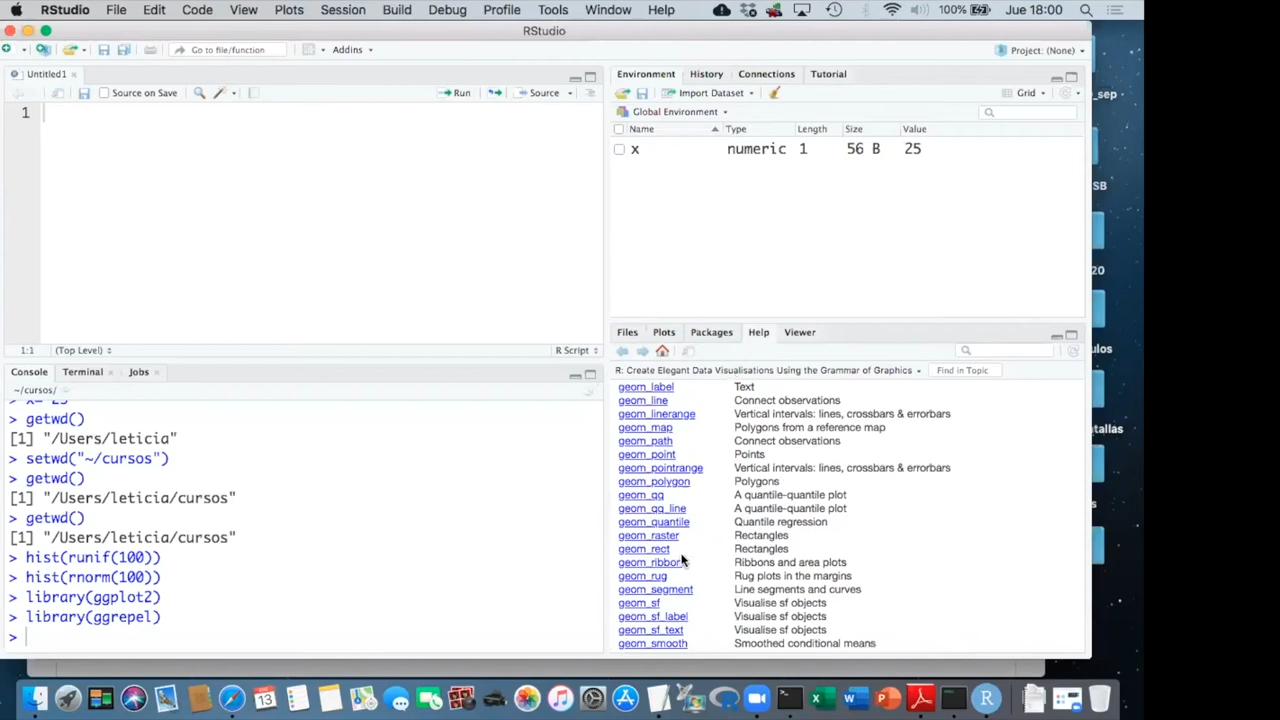 RStudio File Edit Code View Plots Session Build Debug Profile Tools Window Help 100% Jue 18:00
RStudio
Go to file/function Addins Project: (None)
Untitled1
Source on Save Run Source
1
1:1 (Top Level) R Script
Console Terminal Jobs
~/cursos/
> getwd()
[1] "/Users/leticia"
> setwd("~/cursos")
> getwd()
[1] "/Users/leticia/cursos"
> getwd()
[1] "/Users/leticia/cursos"
> hist(runif(100))
> hist(rnorm(100))
> library(ggplot2)
> library(ggrepel)
>
Environment History Connections Tutorial
Import Dataset Grid
Global Environment
Name Type Length Size Value
x numeric 1 56 B 25
Files Plots Packages Help Viewer
R: Create Elegant Data Visualisations Using the Grammar of Graphics Find in Topic
geom_label Text
geom_line Connect observations
geom_linerange Vertical intervals: lines, crossbars & errorbars
geom_map Polygons from a reference map
geom_path Connect observations
geom_point Points
geom_pointrange Vertical intervals: lines, crossbars & errorbars
geom_polygon Polygons
geom_qq A quantile-quantile plot
geom_qq_line A quantile-quantile plot
geom_quantile Quantile regression
geom_raster Rectangles
geom_rect Rectangles
geom_ribbon Ribbons and area plots
geom_rug Rug plots in the margins
geom_segment Line segments and curves
geom_sf Visualise sf objects
geom_sf_label Visualise sf objects
geom_sf_text Visualise sf objects
geom_smooth Smoothed conditional means
_sep
SB
20
ulos
atallas
s
13